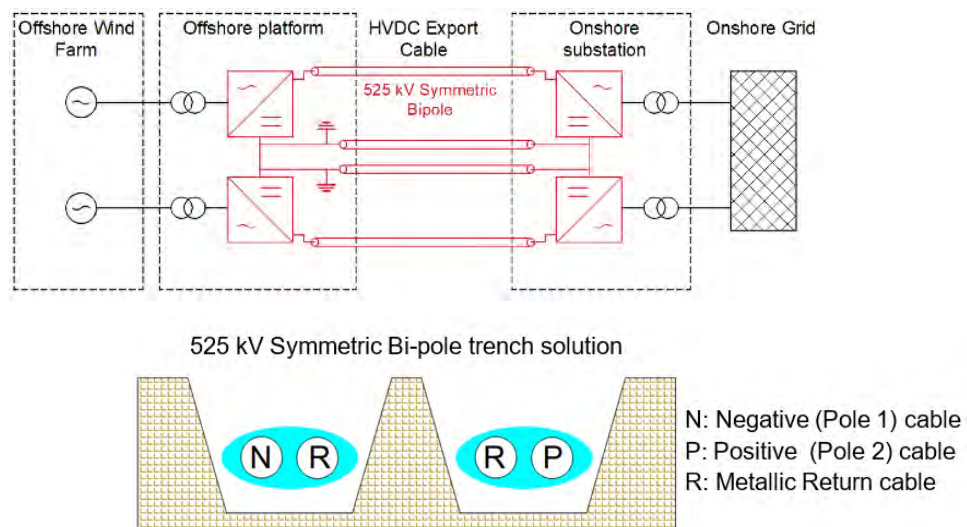 Offshore Wind
Farm
Offshore platform
HVDC Export
Cable
Onshore
substation
Onshore Grid
525 kV Symmetric
Bipole
525 kV Symmetric Bi-pole trench solution
N R
R P
N: Negative (Pole 1) cable
P: Positive (Pole 2) cable
R: Metallic Return cable